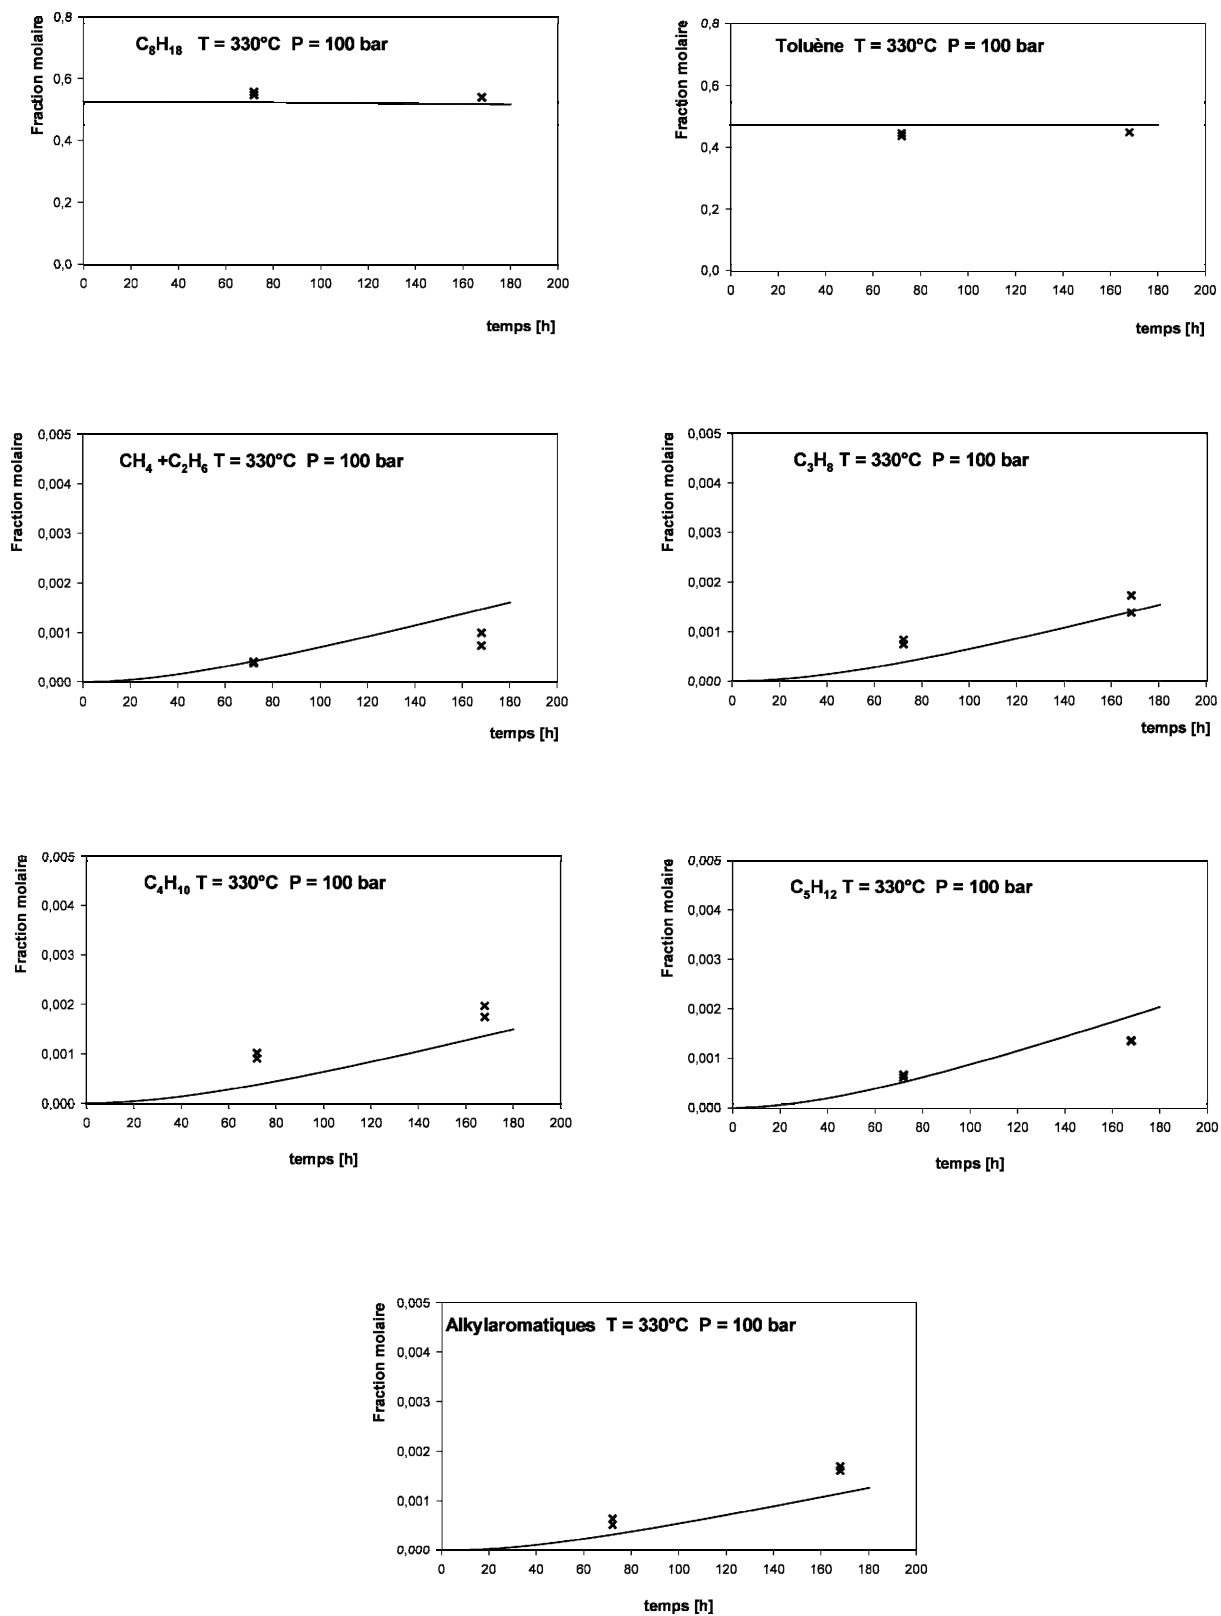 C₈H₁₈ T = 330°C P = 100 bar
Fraction molaire
0,8
0,6
0,4
0,2
0,0
0 20 40 60 80 100 120 140 160 180 200
temps [h]
Toluène T = 330°C P = 100 bar
Fraction molaire
0,8
0,6
0,4
0,2
0,0
0 20 40 60 80 100 120 140 160 180 200
temps [h]
CH₄ +C₂H₆ T = 330°C P = 100 bar
Fraction molaire
0,005
0,004
0,003
0,002
0,001
0,000
0 20 40 60 80 100 120 140 160 180 200
temps [h]
C₃H₈ T = 330°C P = 100 bar
Fraction molaire
0,005
0,004
0,003
0,002
0,001
0,000
0 20 40 60 80 100 120 140 160 180 200
temps [h]
C₄H₁₀ T = 330°C P = 100 bar
Fraction molaire
0,005
0,004
0,003
0,002
0,001
0.000
0 20 40 60 80 100 120 140 160 180 200
temps [h]
C₅H₁₂ T = 330°C P = 100 bar
Fraction molaire
0,005
0,004
0,003
0,002
0,001
0,000
0 20 40 60 80 100 120 140 160 180 200
temps [h]
Alkylaromatiques T = 330°C P = 100 bar
Fraction molaire
0,005
0,004
0,003
0,002
0,001
0,000
0 20 40 60 80 100 120 140 160 180 200
temps [h]